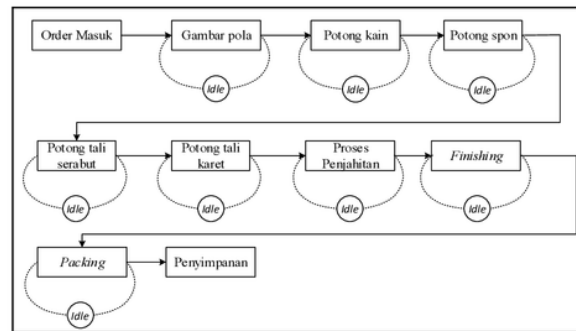 Order Masuk
Gambar pola
Potong kain
Potong spon
Idle
Idle
Idle
Potong tali
serabut
Potong tali
karet
Proses
Penjahitan
Finishing
Idle
Idle
Idle
Idle
Packing
Penyimpanan
Idle